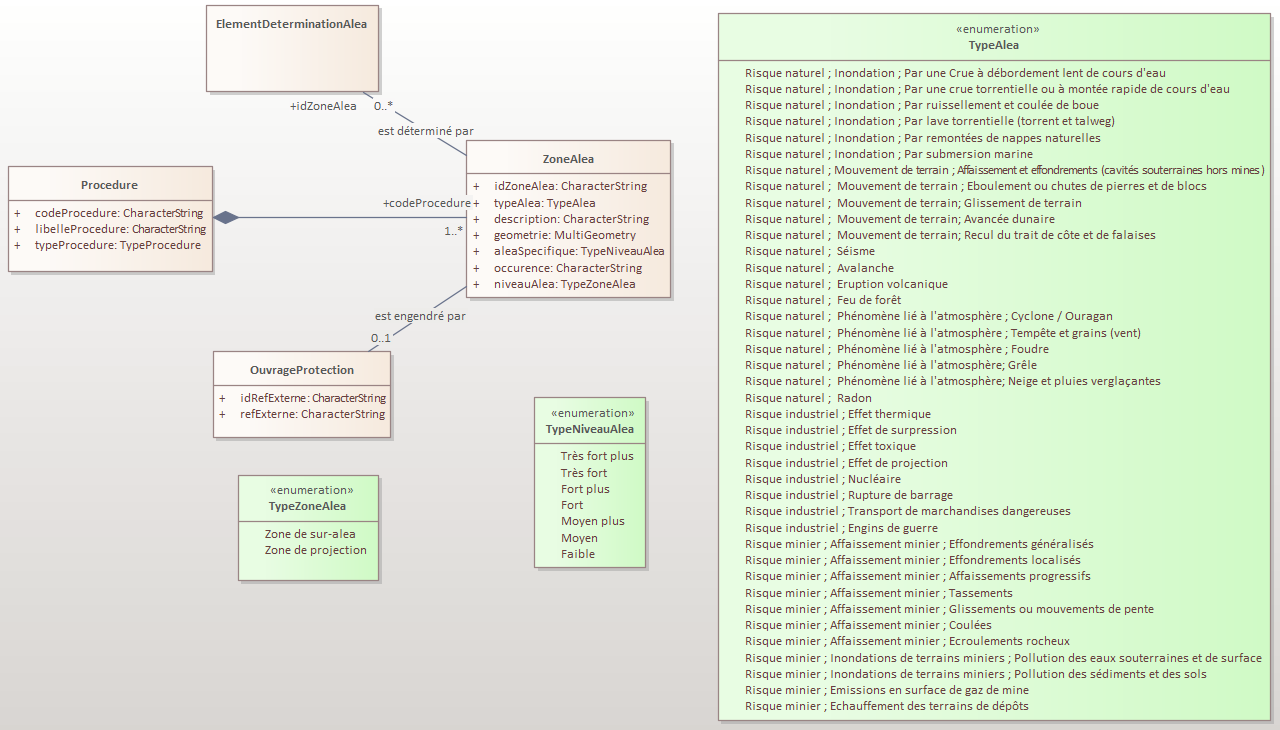 ElementDeterminationAlea
+idZoneAlea 0..*
est déterminé par
Procedure
+ codeProcedure: CharacterString
+ libelleProcedure: CharacterString
+ typeProcedure: TypeProcedure
+codeProcedure
1..*
ZoneAlea
+ idZoneAlea: CharacterString
+ typeAlea: TypeAlea
+ description: CharacterString
+ geometrie: MultiGeometry
+ aleaSpecifique: TypeNiveauAlea
+ occurence: CharacterString
+ niveauAlea: TypeZoneAlea
est engendré par
0..1
OuvrageProtection
+ idRefExterne: CharacterString
+ refExterne: CharacterString
«enumeration»
TypeZoneAlea
Zone de sur-alea
Zone de projection
«enumeration»
TypeNiveauAlea
Très fort plus
Très fort
Fort plus
Fort
Moyen plus
Moyen
Faible
«enumeration»
TypeAlea
Risque naturel ; Inondation ; Par une Crue à débordement lent de cours d'eau
Risque naturel ; Inondation ; Par une crue torrentielle ou à montée rapide de cours d'eau
Risque naturel ; Inondation ; Par ruissellement et coulée de boue
Risque naturel ; Inondation ; Par lave torrentielle (torrent et talweg)
Risque naturel ; Inondation ; Par remontées de nappes naturelles
Risque naturel ; Inondation ; Par submersion marine
Risque naturel ; Mouvement de terrain ; Affaissement et effondrements (cavités souterraines hors mines)
Risque naturel ; Mouvement de terrain ; Eboulement ou chutes de pierres et de blocs
Risque naturel ; Mouvement de terrain; Glissement de terrain
Risque naturel ; Mouvement de terrain; Avancée dunaire
Risque naturel ; Mouvement de terrain; Recul du trait de côte et de falaises
Risque naturel ; Séisme
Risque naturel ; Avalanche
Risque naturel ; Eruption volcanique
Risque naturel ; Feu de forêt
Risque naturel ; Phénomène lié à l'atmosphère ; Cyclone / Ouragan
Risque naturel ; Phénomène lié à l'atmosphère ; Tempête et grains (vent)
Risque naturel ; Phénomène lié à l'atmosphère ; Foudre
Risque naturel ; Phénomène lié à l'atmosphère; Grêle
Risque naturel ; Phénomène lié à l'atmosphère; Neige et pluies verglaçantes
Risque naturel ; Radon
Risque industriel ; Effet thermique
Risque industriel ; Effet de surpression
Risque industriel ; Effet toxique
Risque industriel ; Effet de projection
Risque industriel ; Nucléaire
Risque industriel ; Rupture de barrage
Risque industriel ; Transport de marchandises dangereuses
Risque industriel ; Engins de guerre
Risque minier ; Affaissement minier ; Effondrements généralisés
Risque minier ; Affaissement minier ; Effondrements localisés
Risque minier ; Affaissement minier ; Affaissements progressifs
Risque minier ; Affaissement minier ; Tassements
Risque minier ; Affaissement minier ; Glissements ou mouvements de pente
Risque minier ; Affaissement minier ; Coulées
Risque minier ; Affaissement minier ; Ecroulements rocheux
Risque minier ; Inondations de terrains miniers ; Pollution des eaux souterraines et de surface
Risque minier ; Inondations de terrains miniers ; Pollution des sédiments et des sols
Risque minier ; Emissions en surface de gaz de mine
Risque minier ; Echauffement des terrains de dépôts